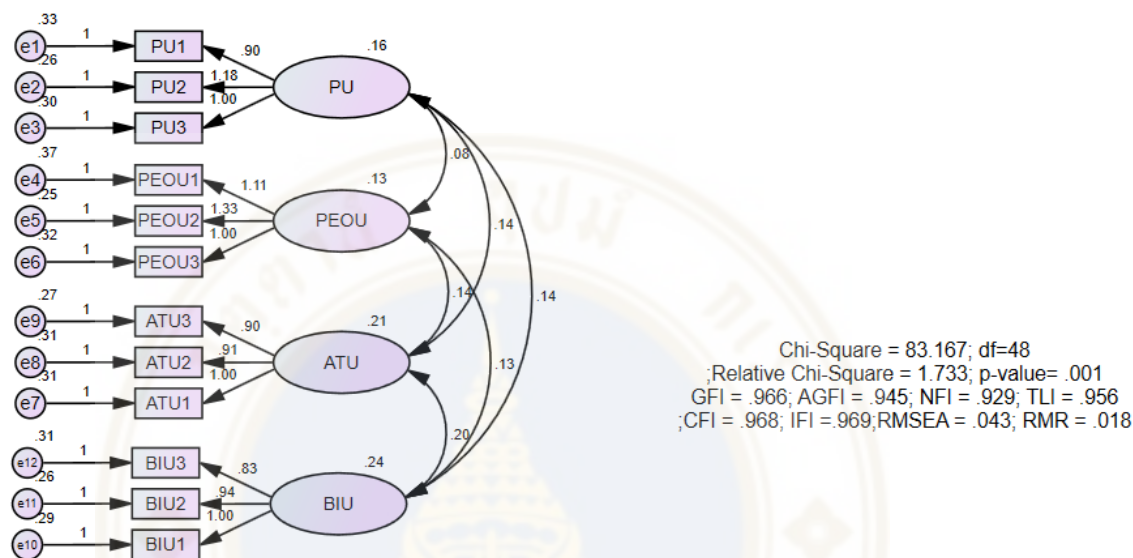 .33
e1 1 PU1 .90 .16
.26
e2 1 PU2 1.18 PU
.30
e3 1 PU3 1.00
.08
.37
e4 1 PEOU1 1.11 .13
.25
e5 1 PEOU2 1.33 PEOU
.32
e6 1 PEOU3 1.00
.14
.14
.14
.27
e9 1 ATU3 .90 .21
.31
e8 1 ATU2 .91 ATU
.31
e7 1 ATU1 1.00
.13
.20
.31
e12 1 BIU3 .83 .24
.26
e11 1 BIU2 .94 BIU
.29
e10 1 BIU1 1.00
Chi-Square = 83.167; df=48
;Relative Chi-Square = 1.733; p-value= .001
GFI = .966; AGFI = .945; NFI = .929; TLI = .956
;CFI = .968; IFI =.969;RMSEA = .043; RMR = .018